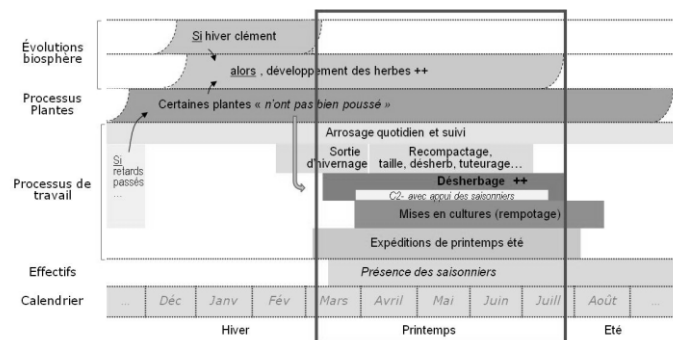 Évolutions
biosphère
Si hiver clément
alors , développement des herbes ++
Processus
Plantes
Certaines plantes « n'ont pas bien poussé »
Arrosage quotidien et suivi
Processus de
travail
Si
retards
passés
...
Sortie
d'hivernage
Recompactage,
taille, désherb, tuteurage…
Désherbage ++
C2- avec appui des saisonniers
Mises en cultures (rempotage)
Expéditions de printemps été
Effectifs
Présence des saisonniers
Calendrier
... Déc Janv Fév Mars Avril Mai Juin Juill Août ...
Hiver Printemps Eté